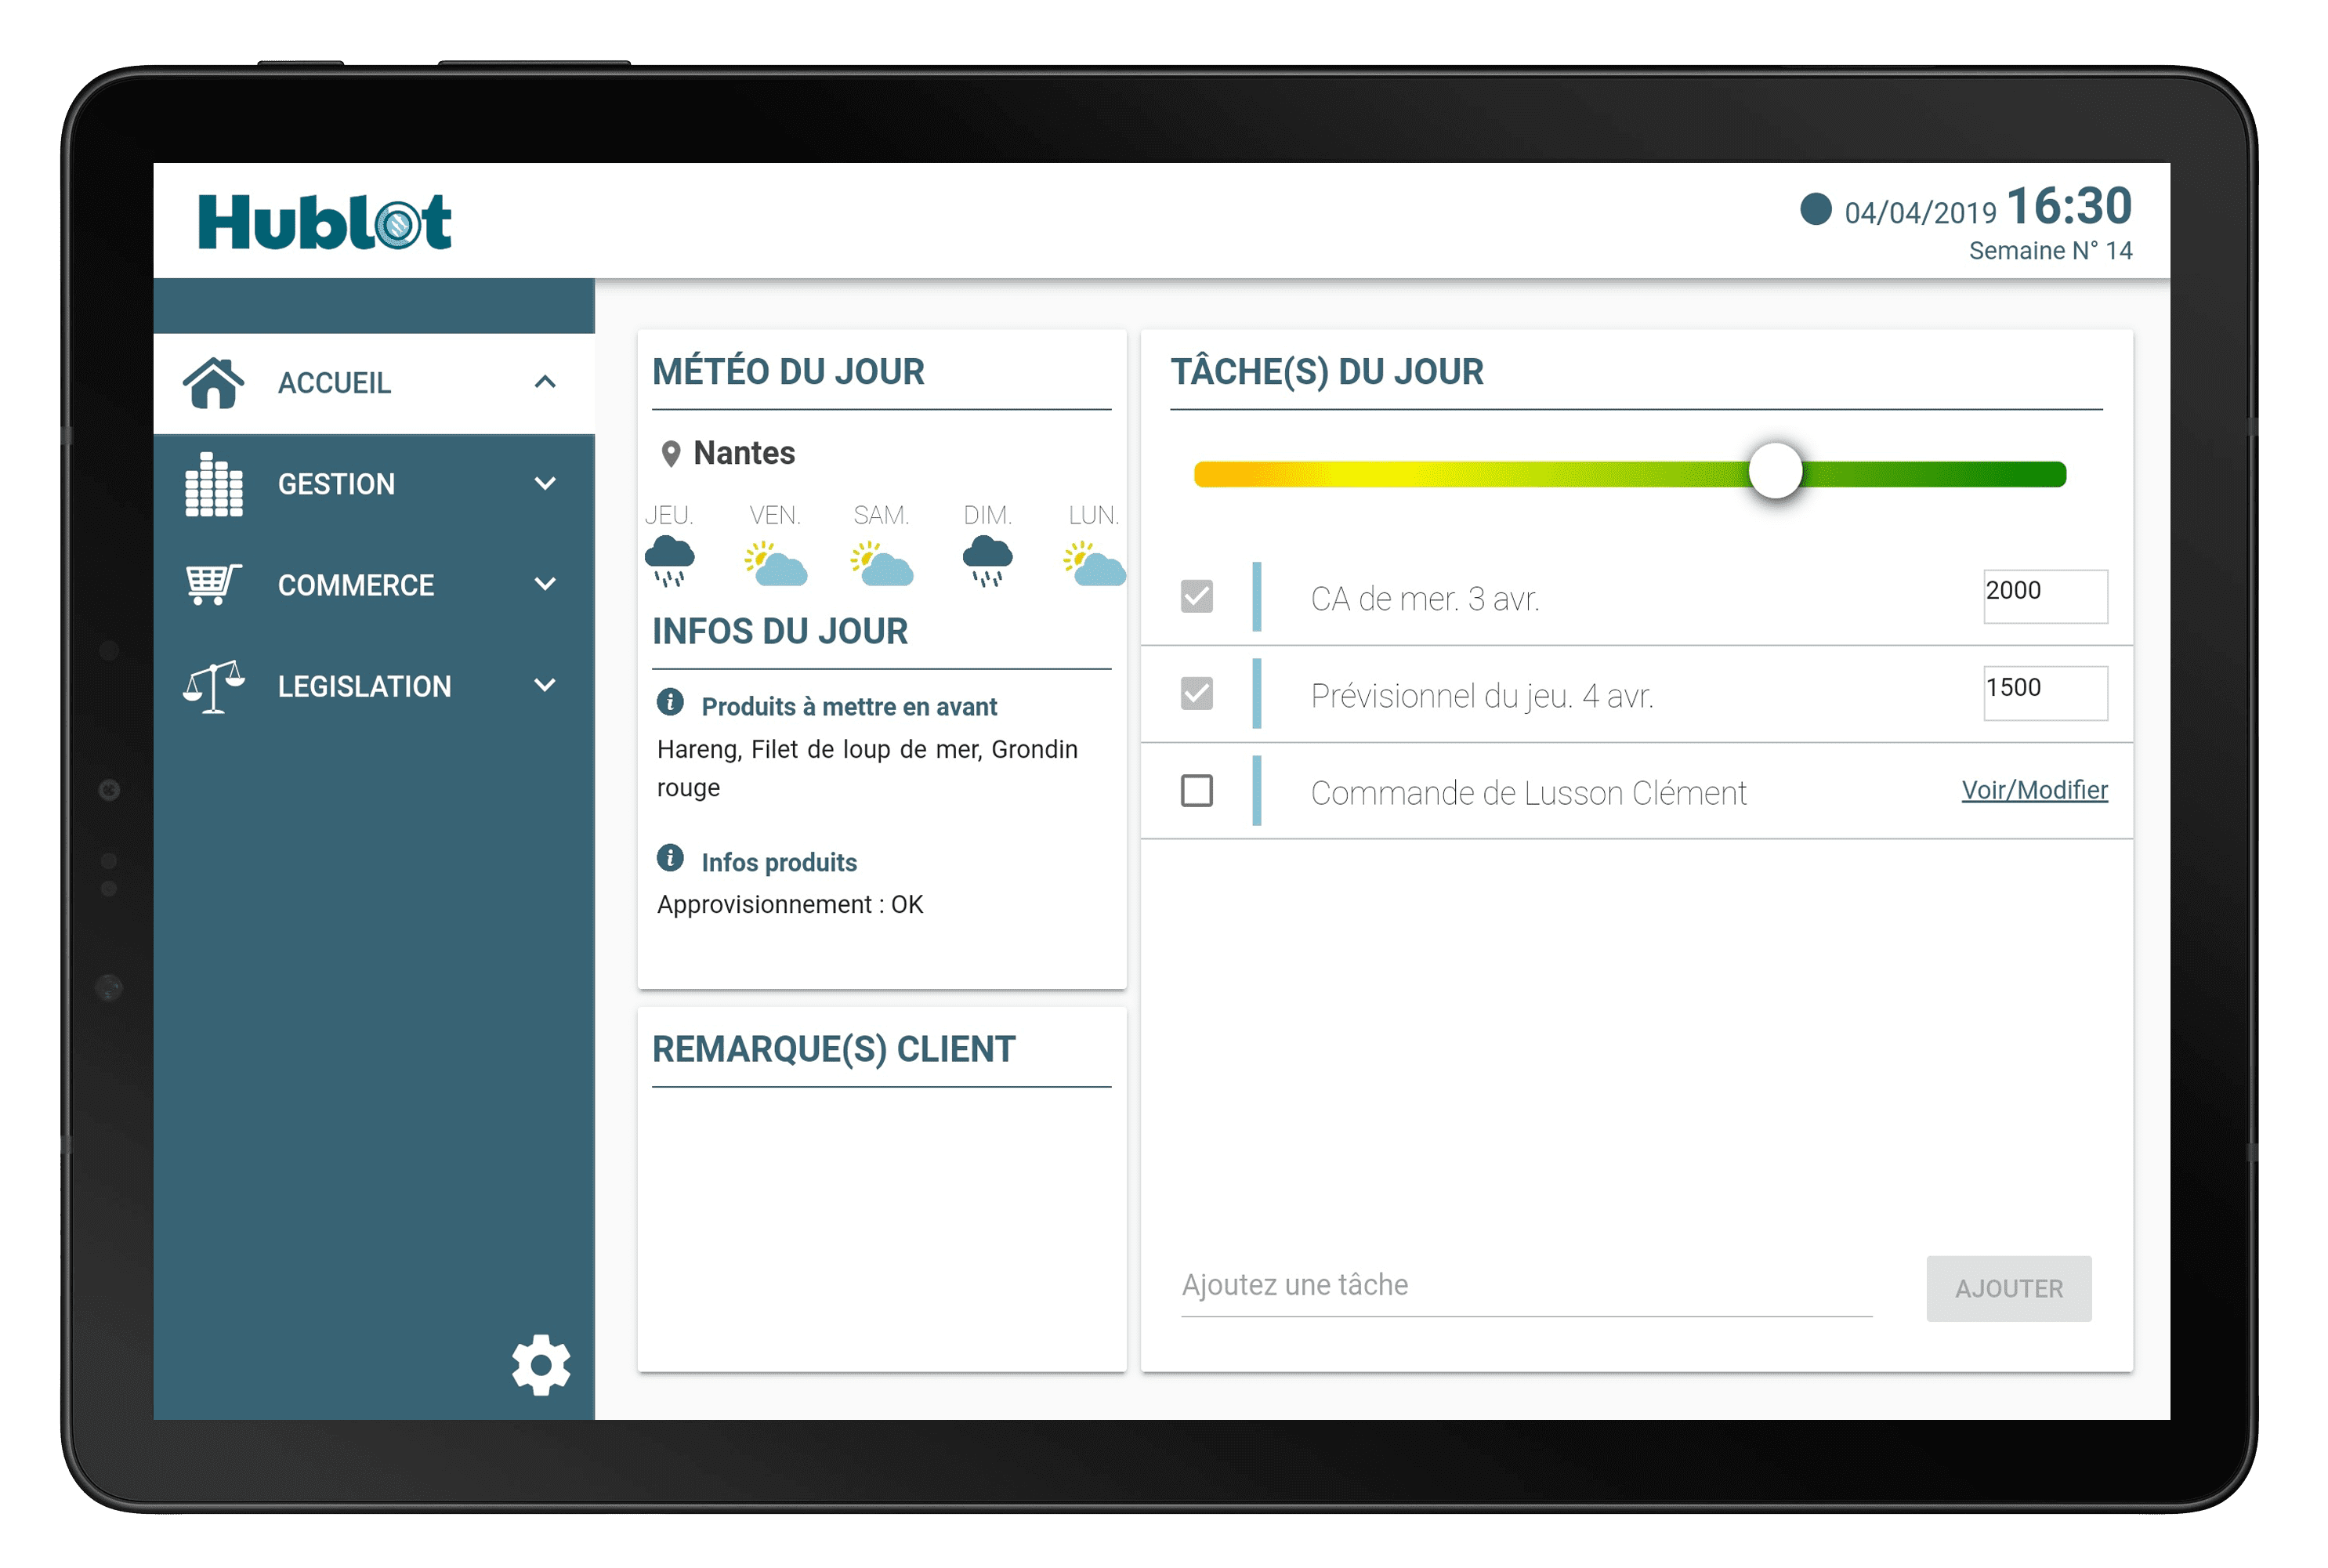 Hublot
04/04/2019 16:30
Semaine N° 14
ACCUEIL
GESTION
COMMERCE
LEGISLATION
MÉTÉO DU JOUR
Nantes
JEU. VEN. SAM. DIM. LUN.
INFOS DU JOUR
Produits à mettre en avant
Hareng, Filet de loup de mer, Grondin
rouge
Infos produits
Approvisionnement : OK
REMARQUE(S) CLIENT
TÂCHE(S) DU JOUR
CA de mer. 3 avr. 2000
Prévisionnel du jeu. 4 avr. 1500
Commande de Lusson Clément Voir/Modifier
Ajoutez une tâche AJOUTER